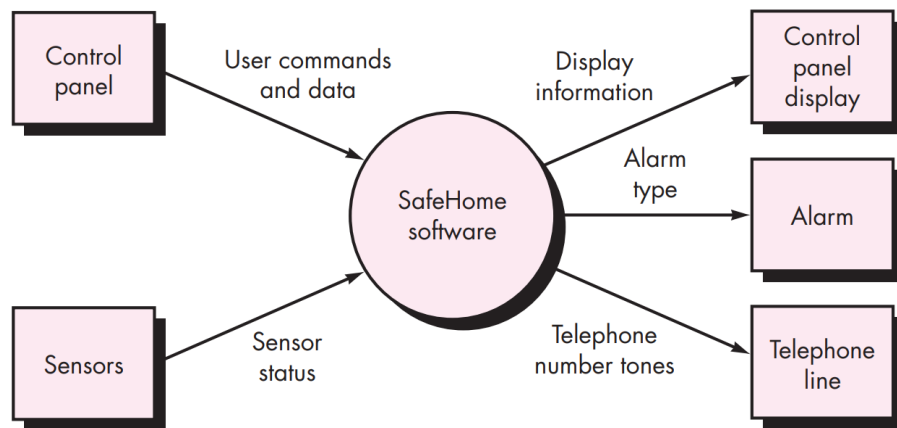 Control
panel
User commands
and data
Display
information
Control
panel
display
SafeHome
software
Alarm
type
Alarm
Sensors
Sensor
status
Telephone
number tones
Telephone
line